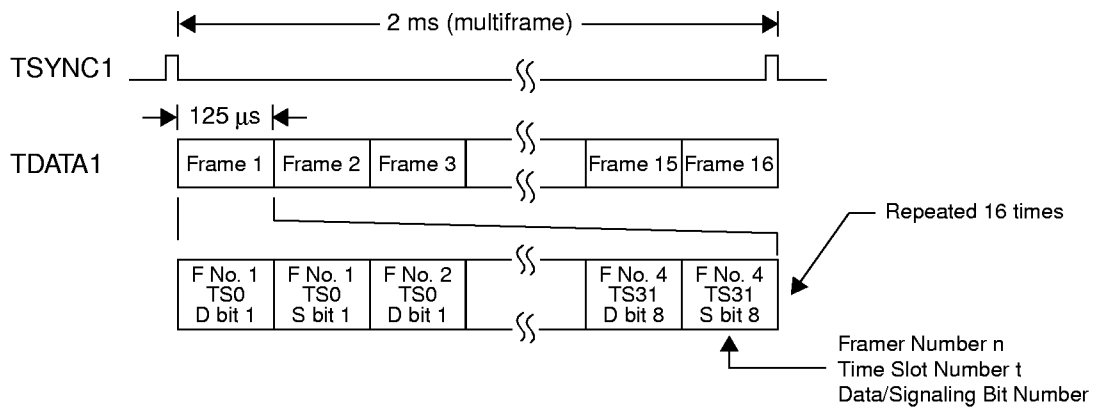 2 ms (multiframe)
TSYNC1
125 μs
TDATA1
Frame 1 Frame 2 Frame 3 Frame 15 Frame 16
Repeated 16 times
F No. 1 F No. 1 F No. 2 F No. 4 F No. 4
TS0 TS0 TS0 TS31 TS31
D bit 1 S bit 1 D bit 1 D bit 8 S bit 8
Framer Number n
Time Slot Number t
Data/Signaling Bit Number